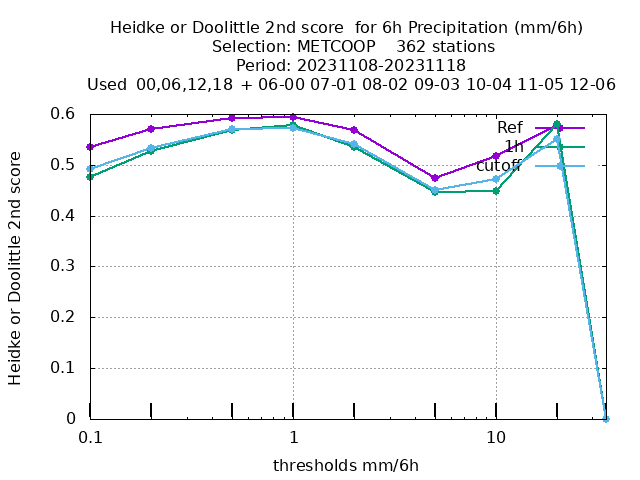 Heidke or Doolittle 2nd score  for 6h Precipitation (mm/6h)
Selection: METCOOP    362 stations
Period: 20231108-20231118
Used  00,06,12,18  + 06-00 07-01 08-02 09-03 10-04 11-05 12-06
Heidke or Doolittle 2nd score
0.6
0.5
0.4
0.3
0.2
0.1
0
Ref
1h
cutoff
0.1
1
10
thresholds mm/6h